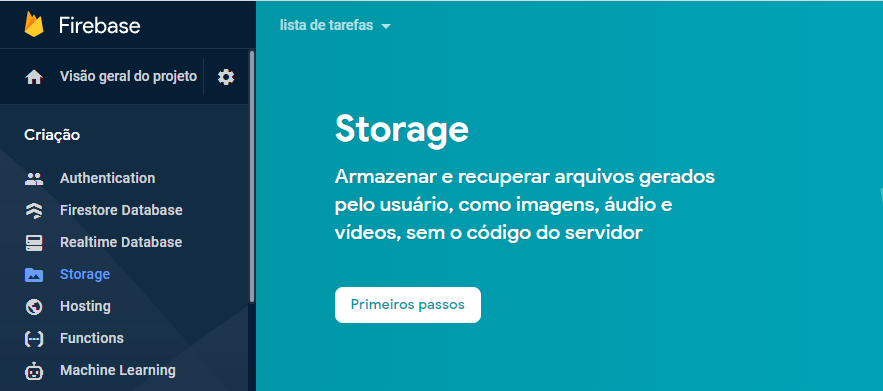 Firebase
lista de tarefas
Visão geral do projeto
Criação
Authentication
Firestore Database
Realtime Database
Storage
Hosting
Functions
Machine Learning
Storage
Armazenar e recuperar arquivos gerados
pelo usuário, como imagens, áudio e
vídeos, sem o código do servidor
Primeiros passos